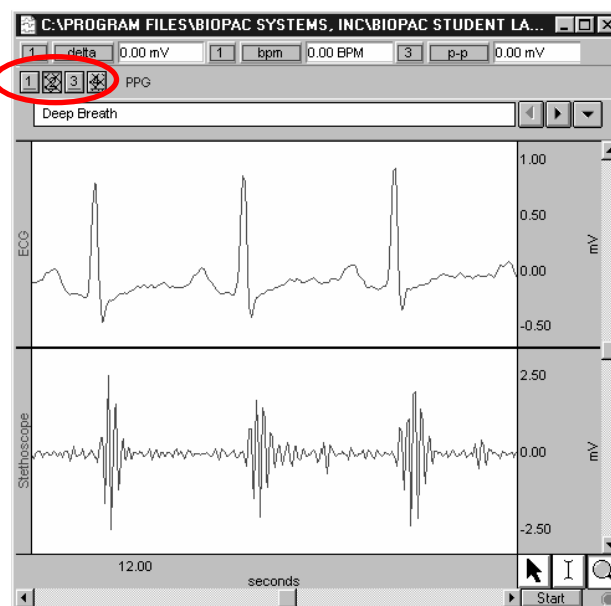 C:\PROGRAM FILES\BIOPAC SYSTEMS, INC\BIOPAC STUDENT LA...
1 delta 0.00 mV 1 bpm 0.00 BPM 3 p-p 0.00 mV
1 2 3 4 PPG
Deep Breath
1.00
0.50
ECG 0.00 mV
-0.50
2.50
Stethoscope 0.00 mV
-2.50
12.00
seconds
Start